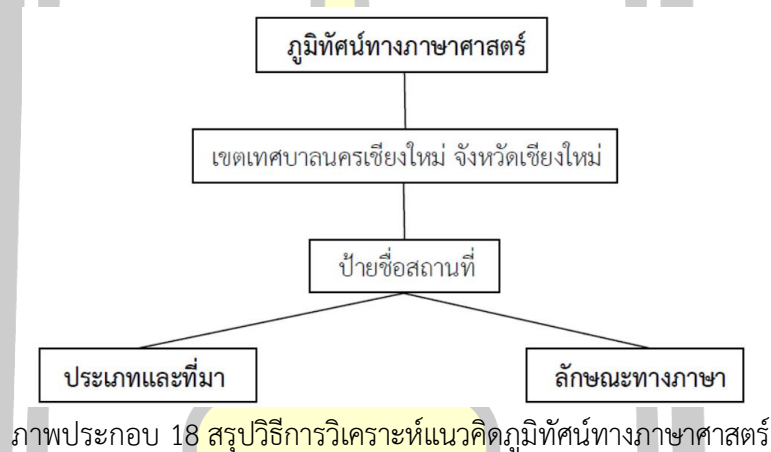 ภูมิทัศน์ทางภาษาศาสตร์
เขตเทศบาลนครเชียงใหม่ จังหวัดเชียงใหม่
ป้ายชื่อสถานที่
ประเภทและที่มา
ลักษณะทางภาษา
ภาพประกอบ 18 สรุปวิธีการวิเคราะห์แนวคิดภูมิทัศน์ทางภาษาศาสตร์